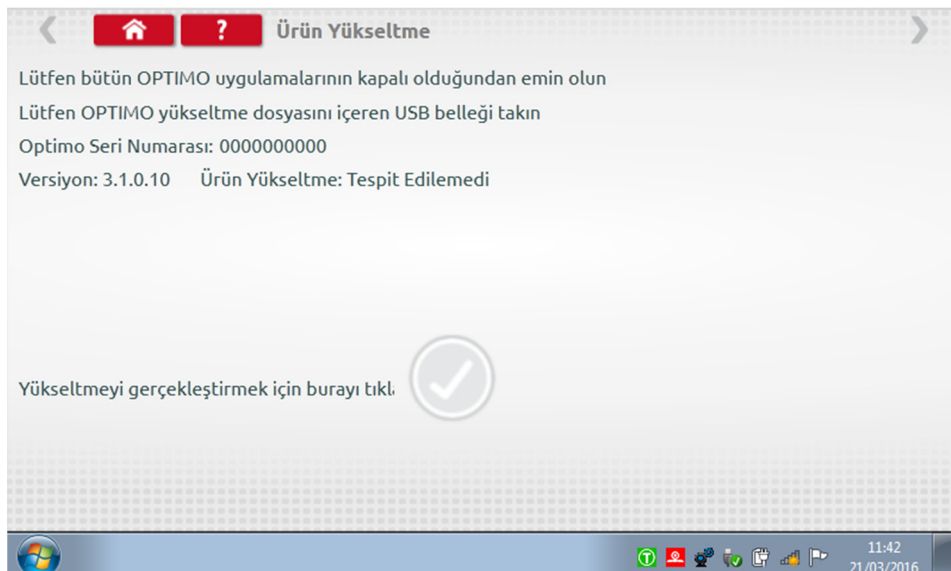 ? Ürün Yükseltme
Lütfen bütün OPTIMO uygulamalarının kapalı olduğundan emin olun
Lütfen OPTIMO yükseltme dosyasını içeren USB belleği takın
Optimo Seri Numarası: 0000000000
Versiyon: 3.1.0.10 Ürün Yükseltme: Tespit Edilemedi
Yükseltmeyi gerçekleştirmek için burayı tıkla
T
11:42
21/03/2016